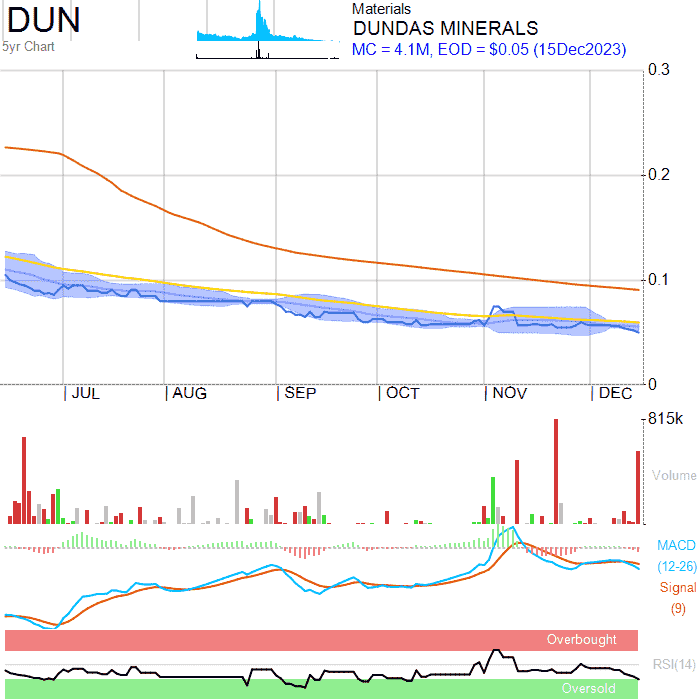 DUN
5yr Chart
Materials
DUNDAS MINERALS
MC = 4.1M, EOD = $0.05 (15Dec2023)
0.3
0.2
0.1
0
JUL AUG SEP OCT NOV DEC
815k
Volume
MACD
(12-26)
Signal
(9)
Overbought
RSI(14)
Oversold